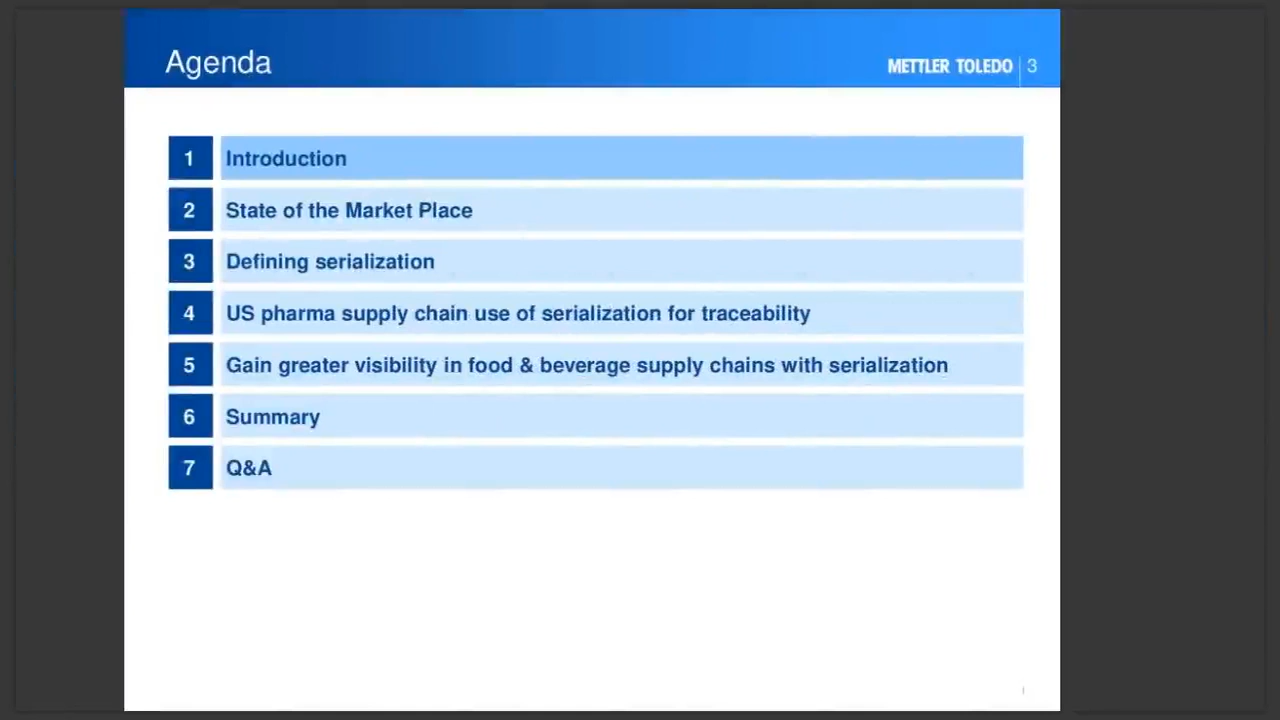 Agenda
METTLER TOLEDO 3
1 Introduction
2 State of the Market Place
3 Defining serialization
4 US pharma supply chain use of serialization for traceability
5 Gain greater visibility in food & beverage supply chains with serialization
6 Summary
7 Q&A